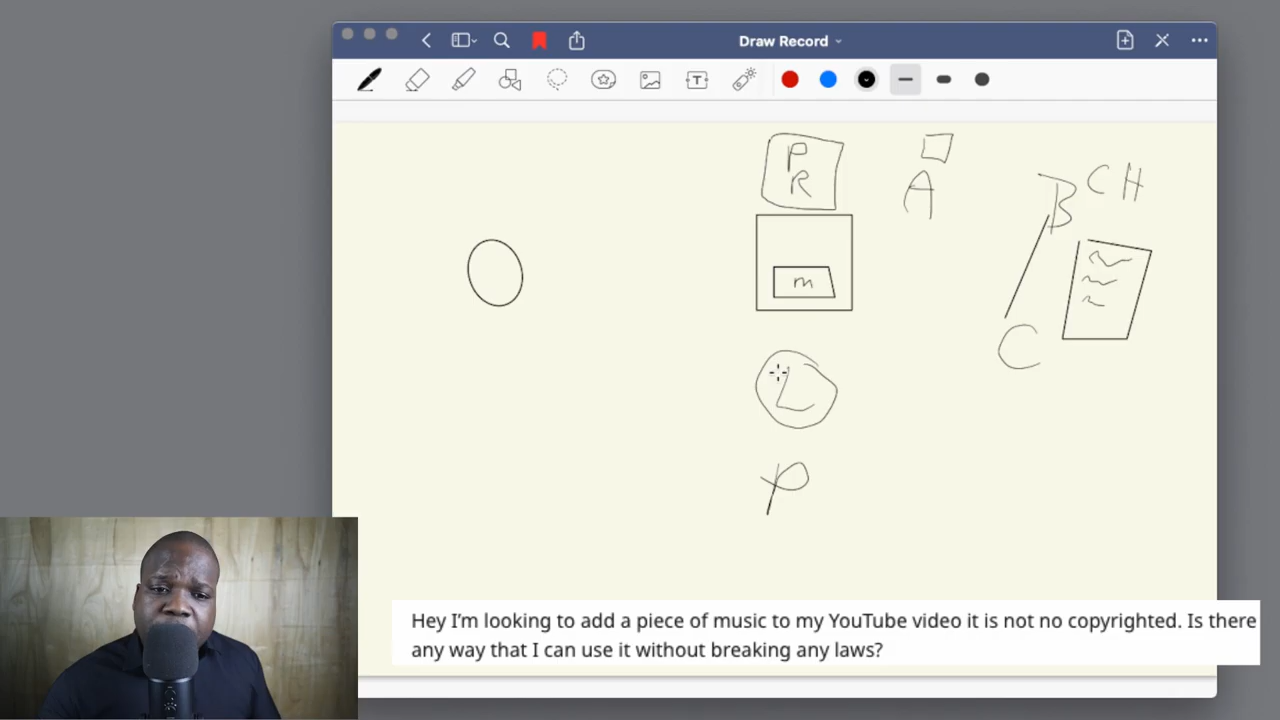 Draw Record
T
P
R
A
B
CH
m
C
L
P
Hey I'm looking to add a piece of music to my YouTube video it is not no copyrighted. Is there
any way that I can use it without breaking any laws?